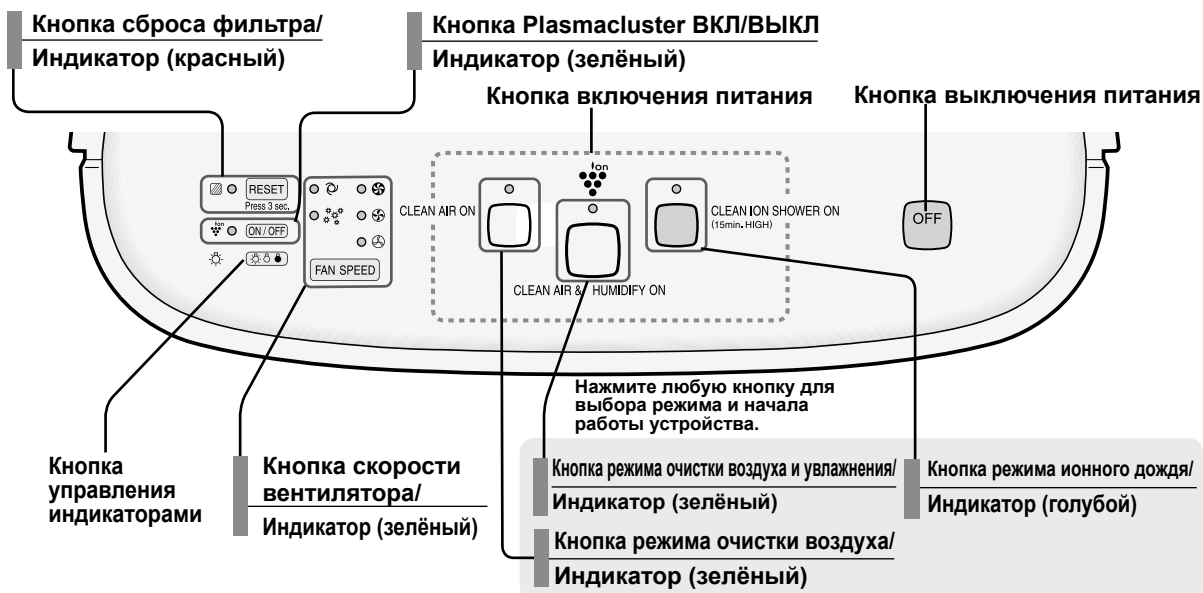 Кнопка сброса фильтра/
Индикатор (красный)
Кнопка Plasmacluster ВКЛ/ВЫКЛ
Индикатор (зелёный)
Кнопка включения питания
Кнопка выключения питания
RESET
Press 3 sec.
ion
ON / OFF
FAN SPEED
CLEAN AIR ON
ion
CLEAN ION SHOWER ON
(15min. HIGH)
CLEAN AIR & HUMIDIFY ON
OFF
Нажмите любую кнопку для
выбора режима и начала
работы устройства.
Кнопка
управления
индикаторами
Кнопка скорости
вентилятора/
Индикатор (зелёный)
Кнопка режима очистки воздуха и увлажнения/
Индикатор (зелёный)
Кнопка режима ионного дождя/
Индикатор (голубой)
Кнопка режима очистки воздуха/
Индикатор (зелёный)